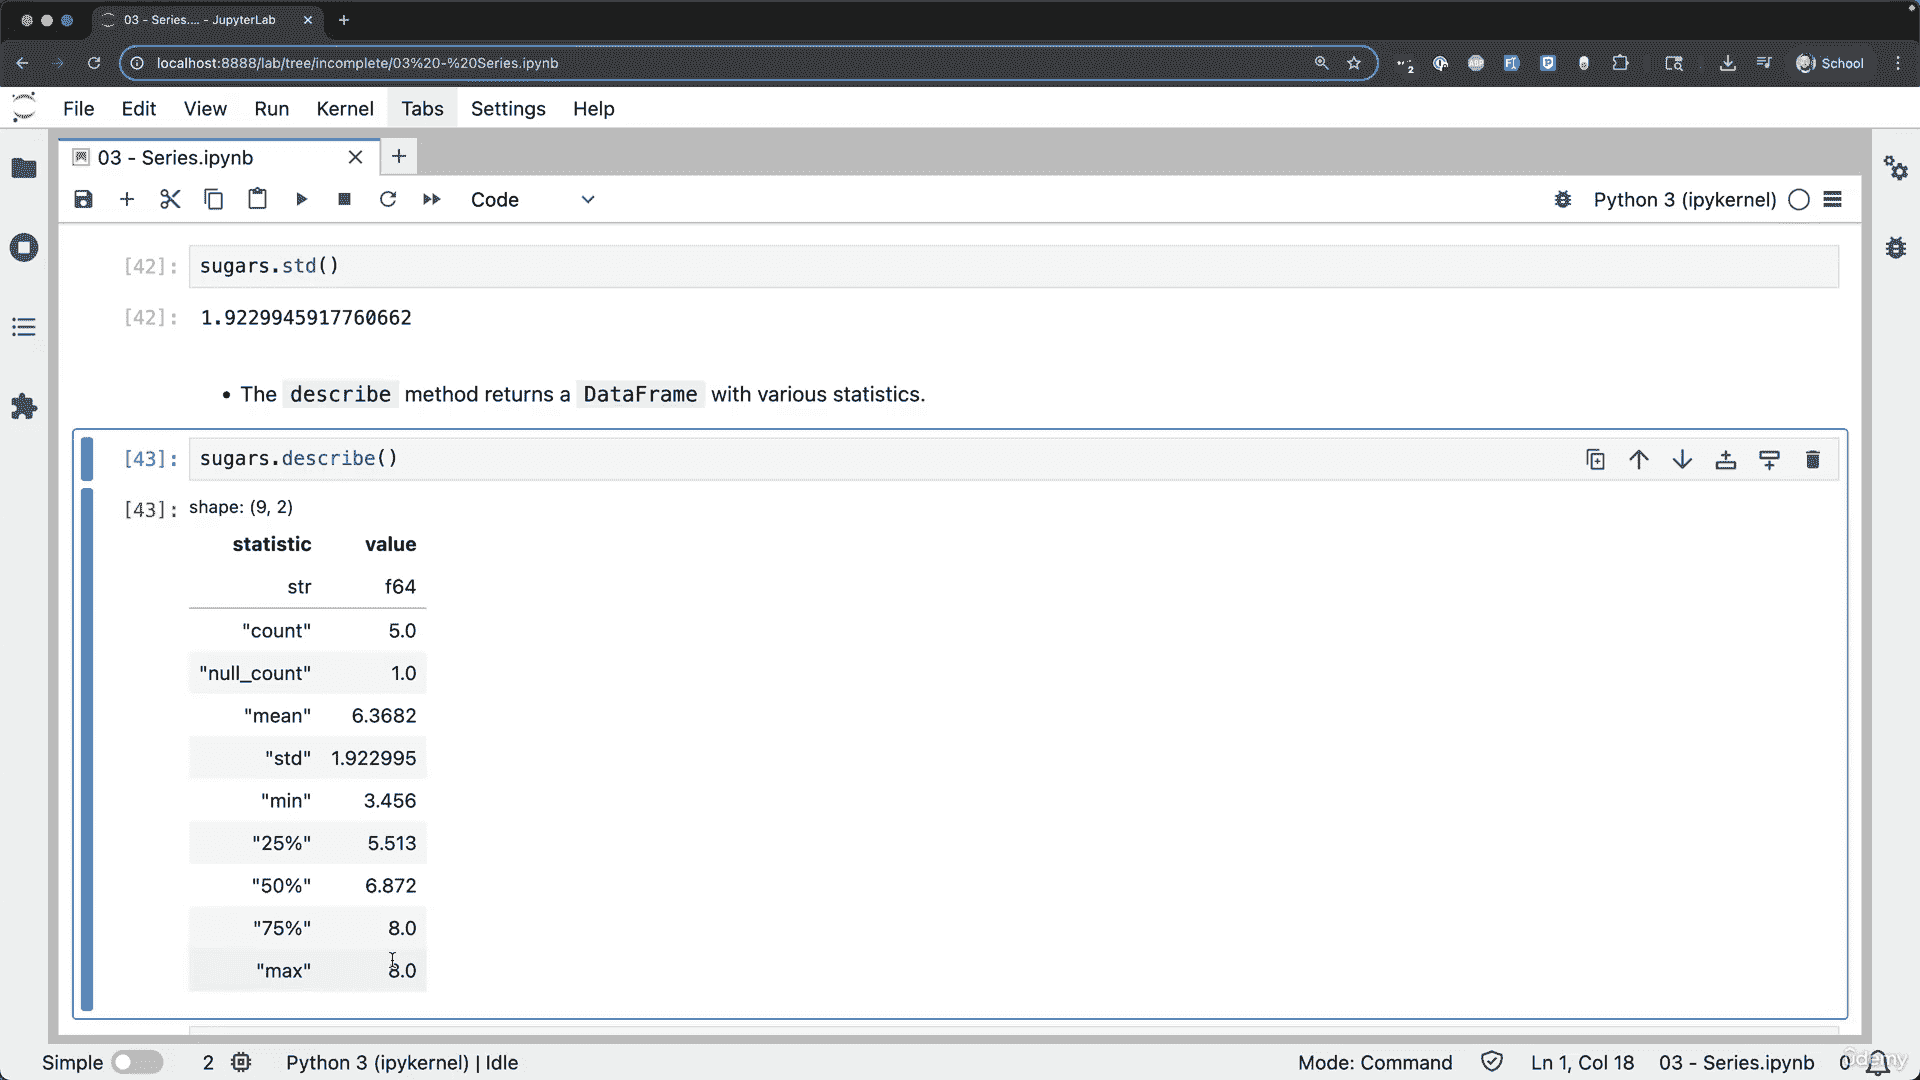 03 - Series.... - JupyterLab
localhost:8888/lab/tree/incomplete/03%20-%20Series.ipynb
2
ABP
School
File Edit View Run Kernel Tabs Settings Help
03 - Series.ipynb
Code
Python 3 (ipykernel)
[42]: sugars.std()
[42]: 1.9229945917760662
• The describe method returns a DataFrame with various statistics.
[43]: sugars.describe()
[43]: shape: (9, 2)
statistic value
str f64
"count" 5.0
"null_count" 1.0
"mean" 6.3682
"std" 1.922995
"min" 3.456
"25%" 5.513
"50%" 6.872
"75%" 8.0
"max" 8.0
Simple 2 Python 3 (ipykernel) | Idle Mode: Command Ln 1, Col 18 03 - Series.ipynb 0
ûdemy